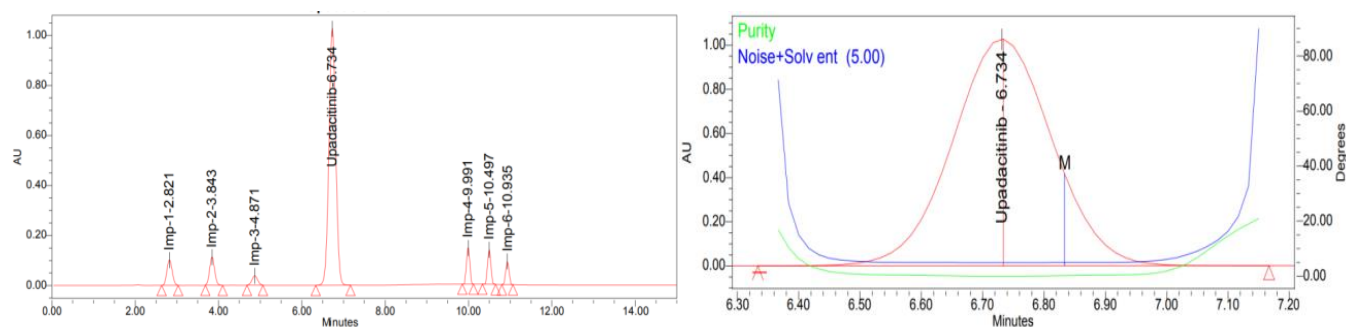 1.00
0.80
0.60
0.40
0.20
0.00
AU
Imp-1-2.821
Imp-2-3.843
Imp-3-4.871
Upadacitinib-6.734
Imp-4-9.991
Imp-5-10.497
Imp-6-10.935
0.00 2.00 4.00 6.00 8.00 10.00 12.00 14.00
Minutes
Purity
Noise+Solv ent (5.00)
1.00
0.80
0.60
0.40
0.20
0.00
AU
Upadacitinib - 6.734
M
80.00
60.00
40.00
20.00
0.00
Degrees
6.30 6.40 6.50 6.60 6.70 6.80 6.90 7.00 7.10 7.20
Minutes